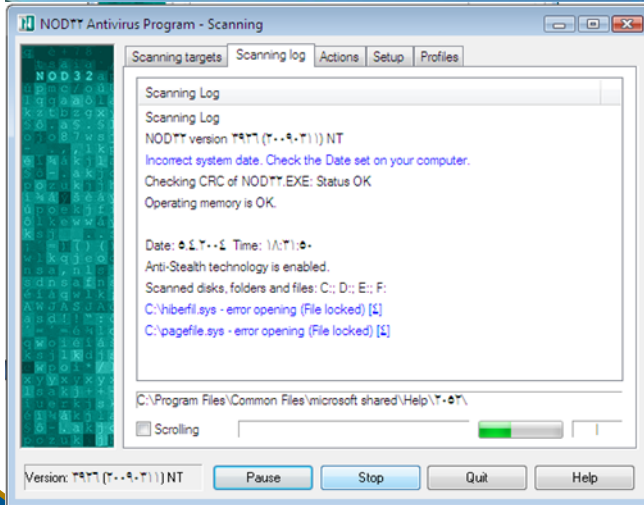 NOD٣٢ Antivirus Program - Scanning
NOD32
Scanning targets Scanning log Actions Setup Profiles
Scanning Log
Scanning Log
NOD٣٢ version ٣٩٢٦ (٢٠٠٩٠٣١١) NT
Incorrect system date. Check the Date set on your computer.
Checking CRC of NOD٣٢.EXE: Status OK
Operating memory is OK.
Date: ٥.٤.٢٠٠٤ Time: ١٨:٣١:٥٠
Anti-Stealth technology is enabled.
Scanned disks, folders and files: C:; D:; E:; F:
C:\hiberfil.sys - error opening (File locked) [٤]
C:\pagefile.sys - error opening (File locked) [٤]
C:\Program Files\Common Files\microsoft shared\Help\٢٠٥٢\
Scrolling
Version: ٣٩٢٦ (٢٠٠٩٠٣١١) NT Pause Stop Quit Help